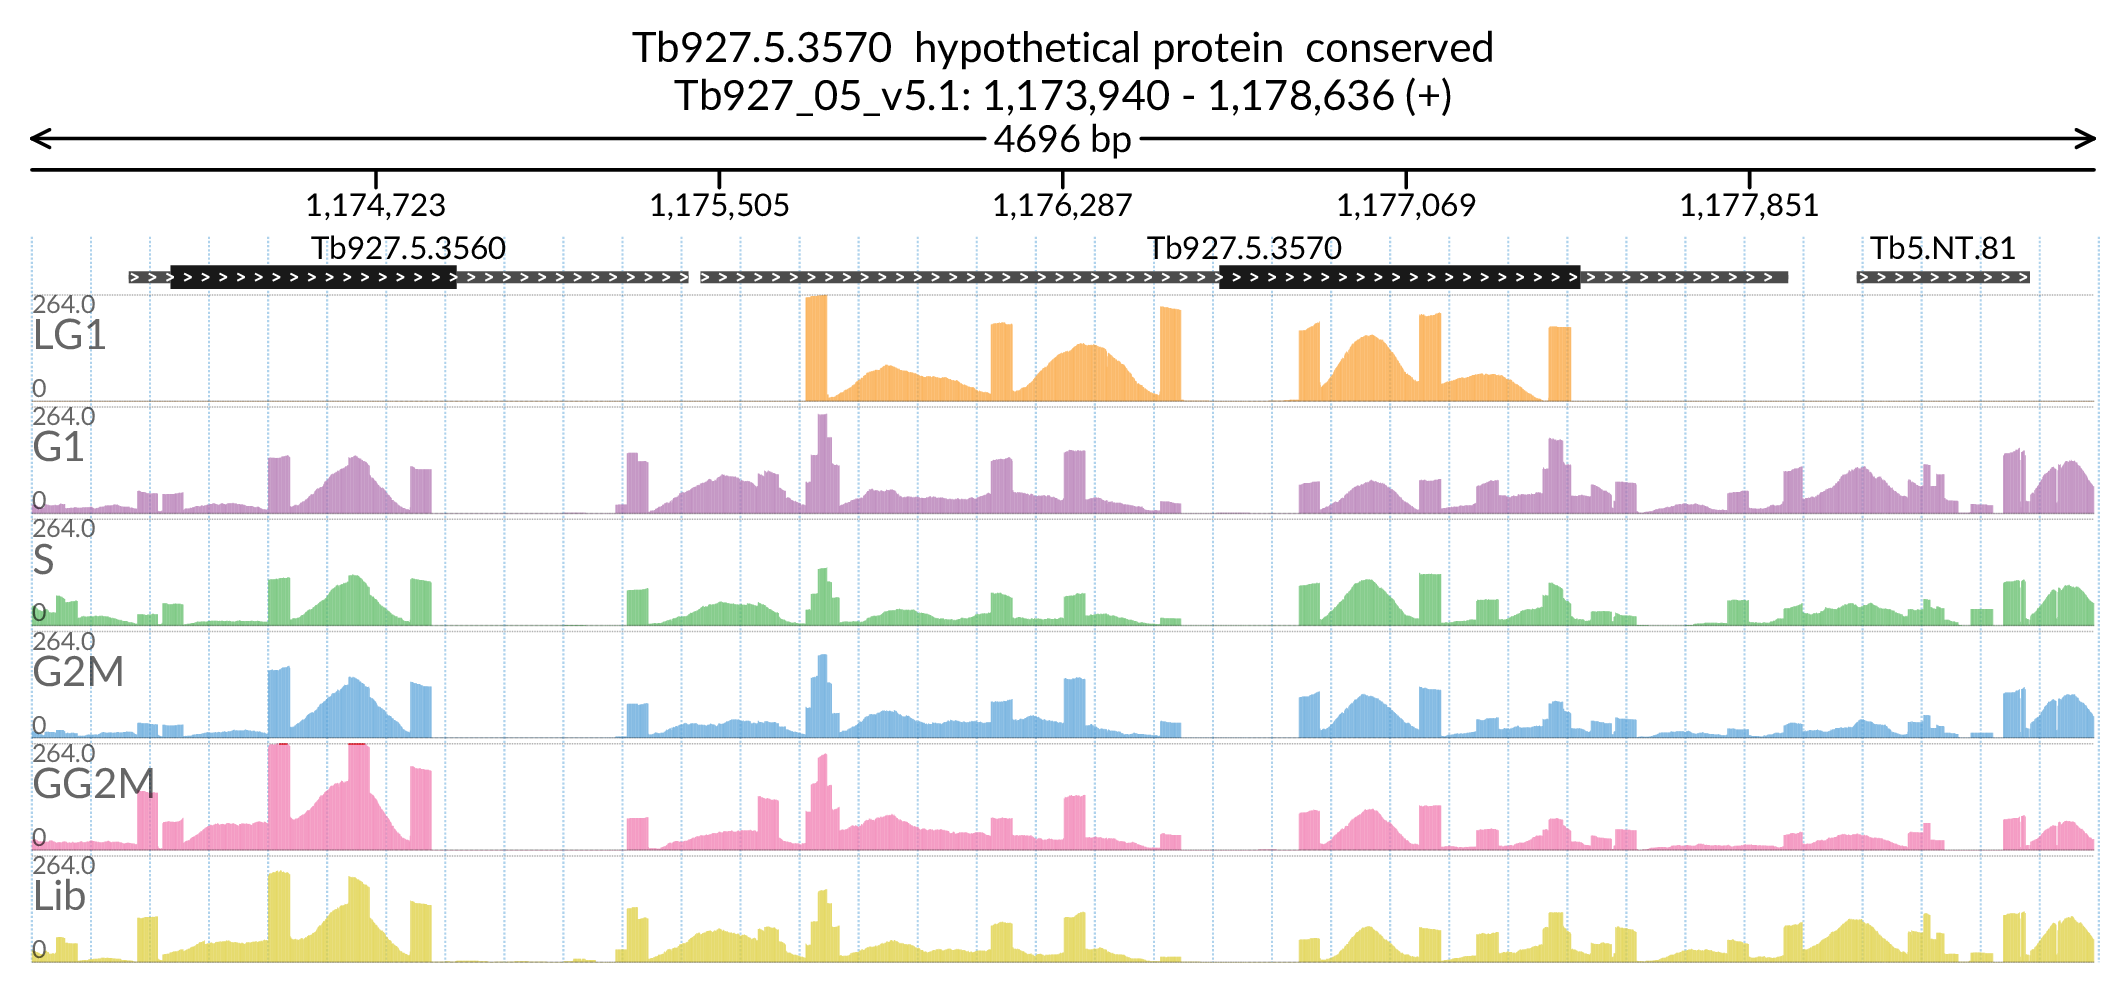 Tb927.5.3570 hypothetical protein conserved
Tb927_05_v5.1: 1,173,940 - 1,178,636 (+)
4696 bp
1,174,723 1,175,505 1,176,287 1,177,069 1,177,851
Tb927.5.3560 Tb927.5.3570 Tb5.NT.81
264.0
LG1
0
264.0
G1
0
264.0
S
0
264.0
G2M
0
264.0
GG2M
0
264.0
Lib
0